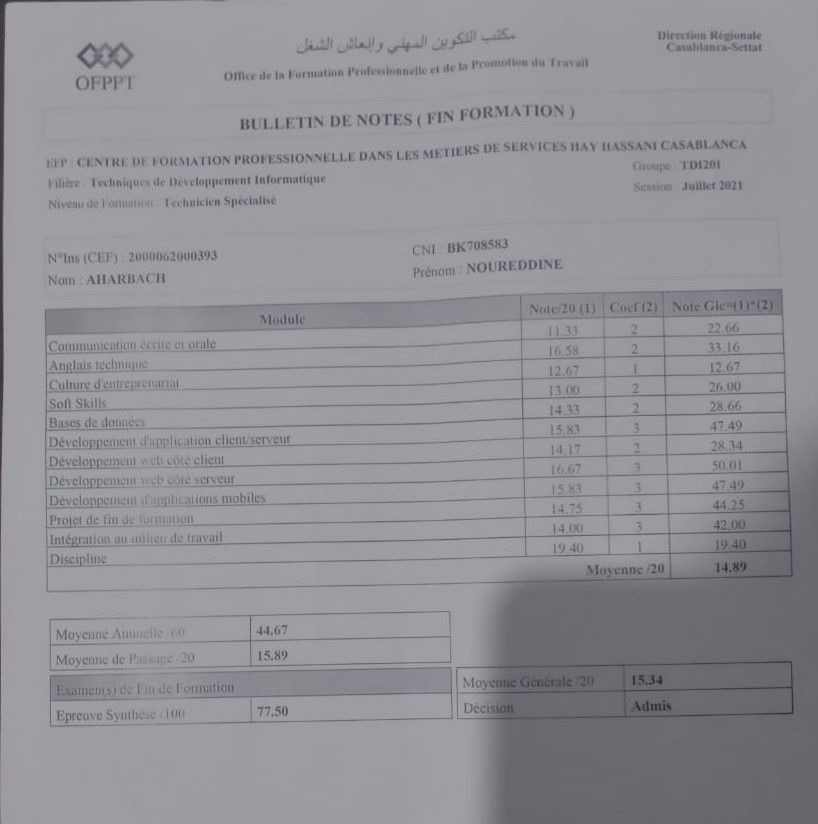 مكتب التكوين المهني وإنعاش الشغل
Direction Régionale
Casablanca-Settat
OFPPT
Office de la Formation Professionnelle et de la Promotion du Travail
BULLETIN DE NOTES ( FIN FORMATION )
EFP : CENTRE DE FORMATION PROFESSIONNELLE DANS LES METIERS DE SERVICES HAY HASSANI CASABLANCA
Filière : Techniques de Développement Informatique
Groupe : TDI201
Niveau de Formation : Technicien Spécialisé
Session : Juillet 2021
N°Ins (CEF) : 2000062000393
CNI : BK708583
Nom : AHARBACH
Prénom : NOUREDDINE
Module Note/20 (1) Coef (2) Note Gle=(1)*(2)
Communication écrite et orale 11.33 2 22.66
Anglais technique 16.58 2 33.16
Culture d'entreprenariat 12.67 1 12.67
Soft Skills 13.00 2 26.00
Bases de données 14.33 2 28.66
Développement d'application client/serveur 15.83 3 47.49
Développement web côté client 14.17 2 28.34
Développement web côté serveur 16.67 3 50.01
Développement d'applications mobiles 15.83 3 47.49
Projet de fin de formation 14.75 3 44.25
Intégration au milieu de travail 14.00 3 42.00
Discipline 19.40 1 19.40
Moyenne /20 14.89
Moyenne Annuelle /60 44.67
Moyenne de Passage /20 15.89
Examen(s) de Fin de Formation
Epreuve Synthèse /100 77.50
Moyenne Générale /20 15.34
Décision Admis